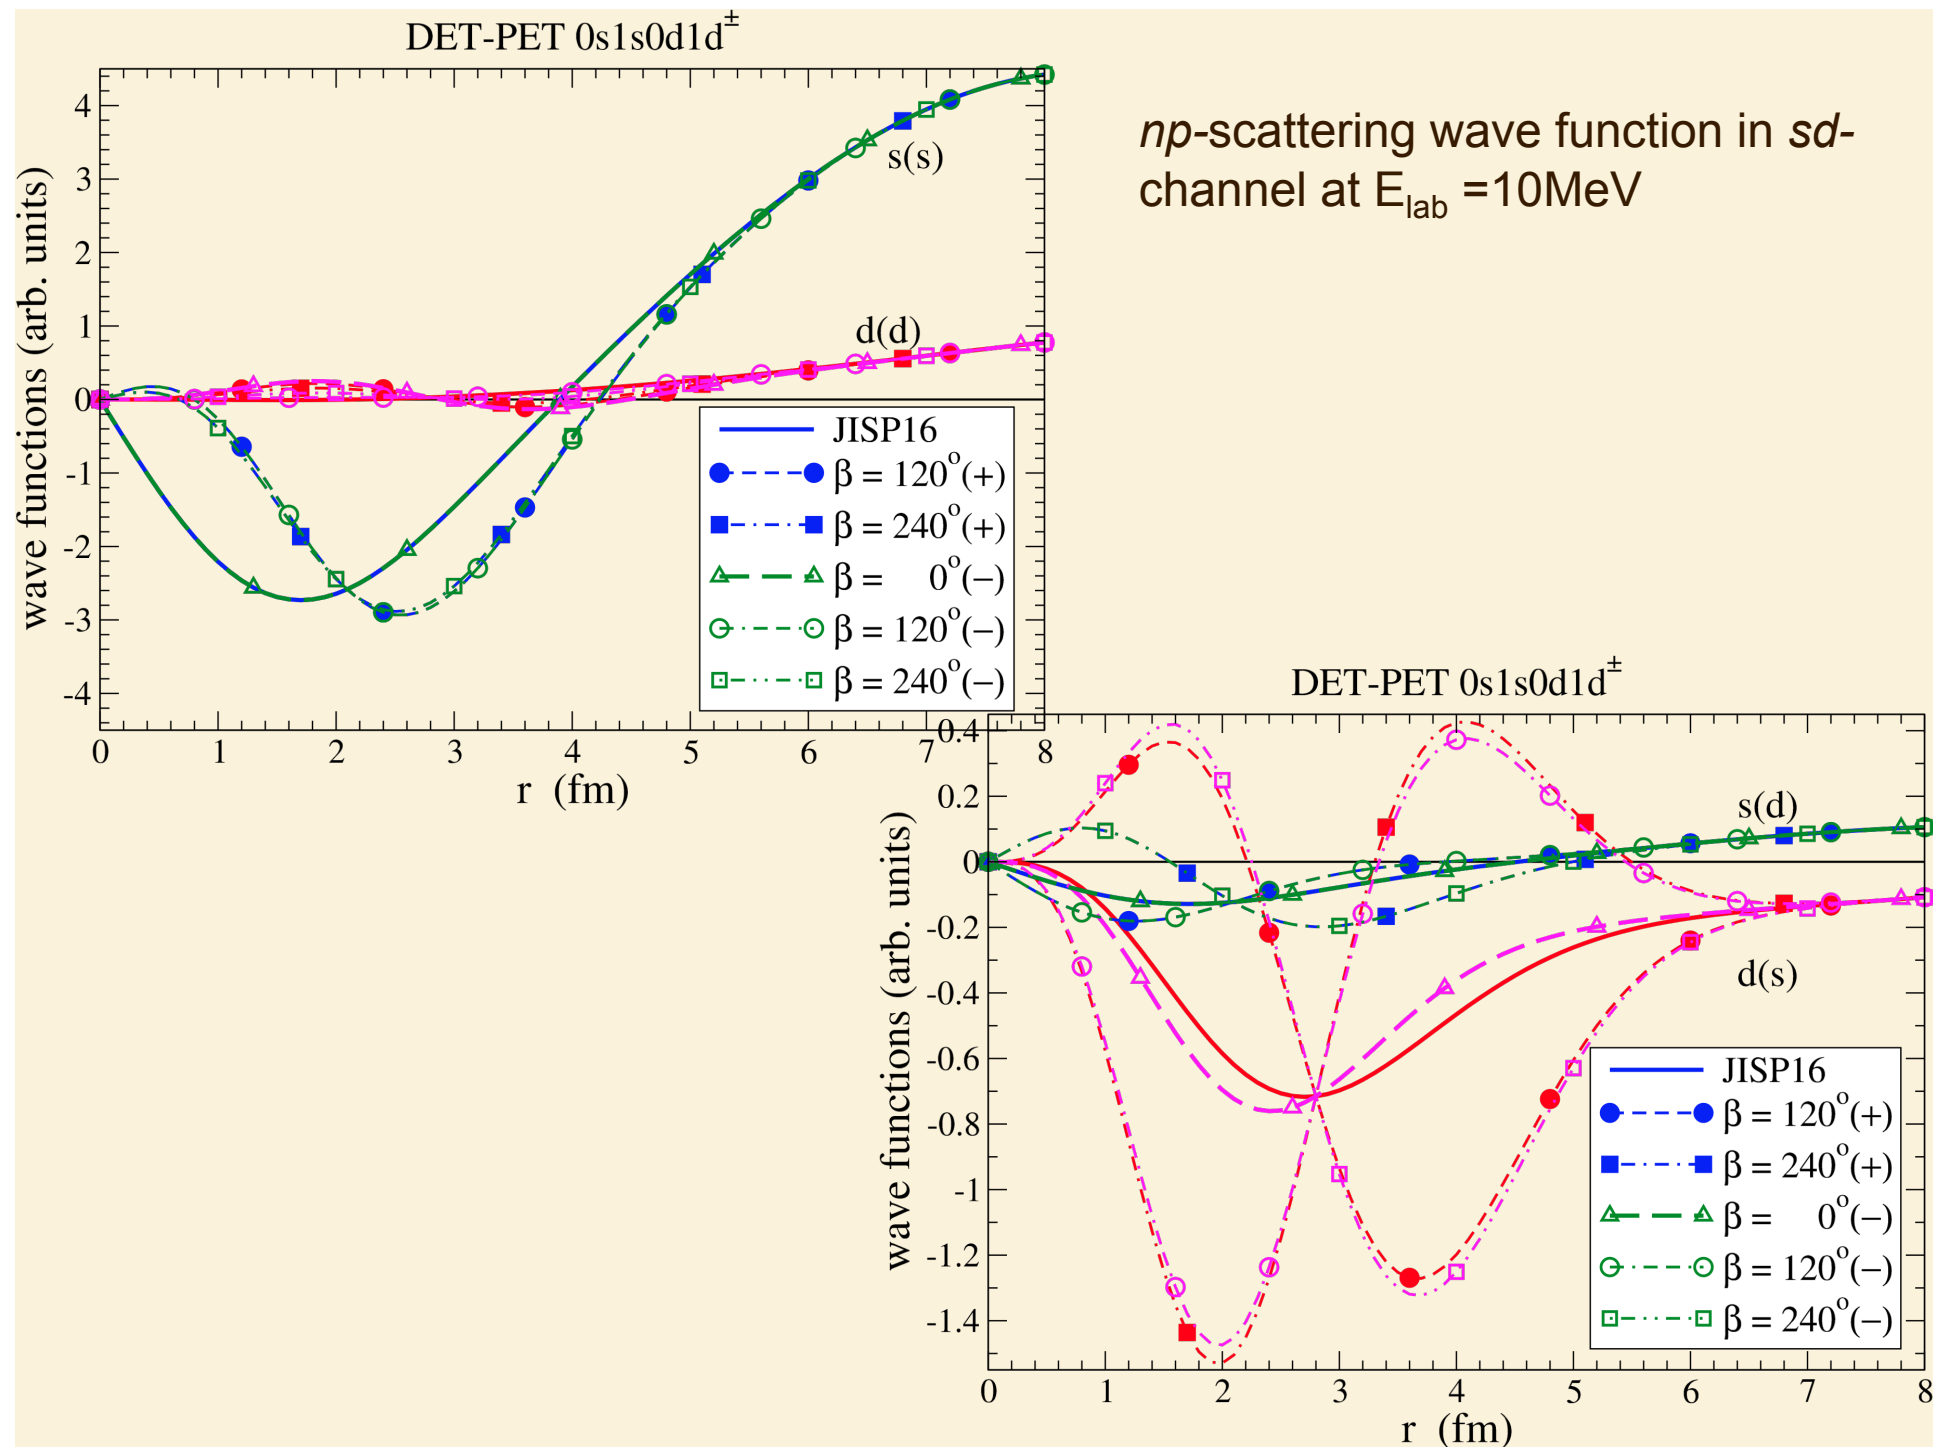 DET-PET 0s1s0d1d±
wave functions (arb. units)
4
3
2
1
0
-1
-2
-3
-4
s(s)
d(d)
JISP16
β = 120°(+)
β = 240°(+)
β = 0°(–)
β = 120°(–)
β = 240°(–)
0 1 2 3 4 5 6 7 8
r (fm)
np-scattering wave function in sd-
channel at Elab =10MeV
DET-PET 0s1s0d1d±
wave functions (arb. units)
0.4
0.2
0
-0.2
-0.4
-0.6
-0.8
-1
-1.2
-1.4
s(d)
d(s)
JISP16
β = 120°(+)
β = 240°(+)
β = 0°(–)
β = 120°(–)
β = 240°(–)
0 1 2 3 4 5 6 7 8
r (fm)